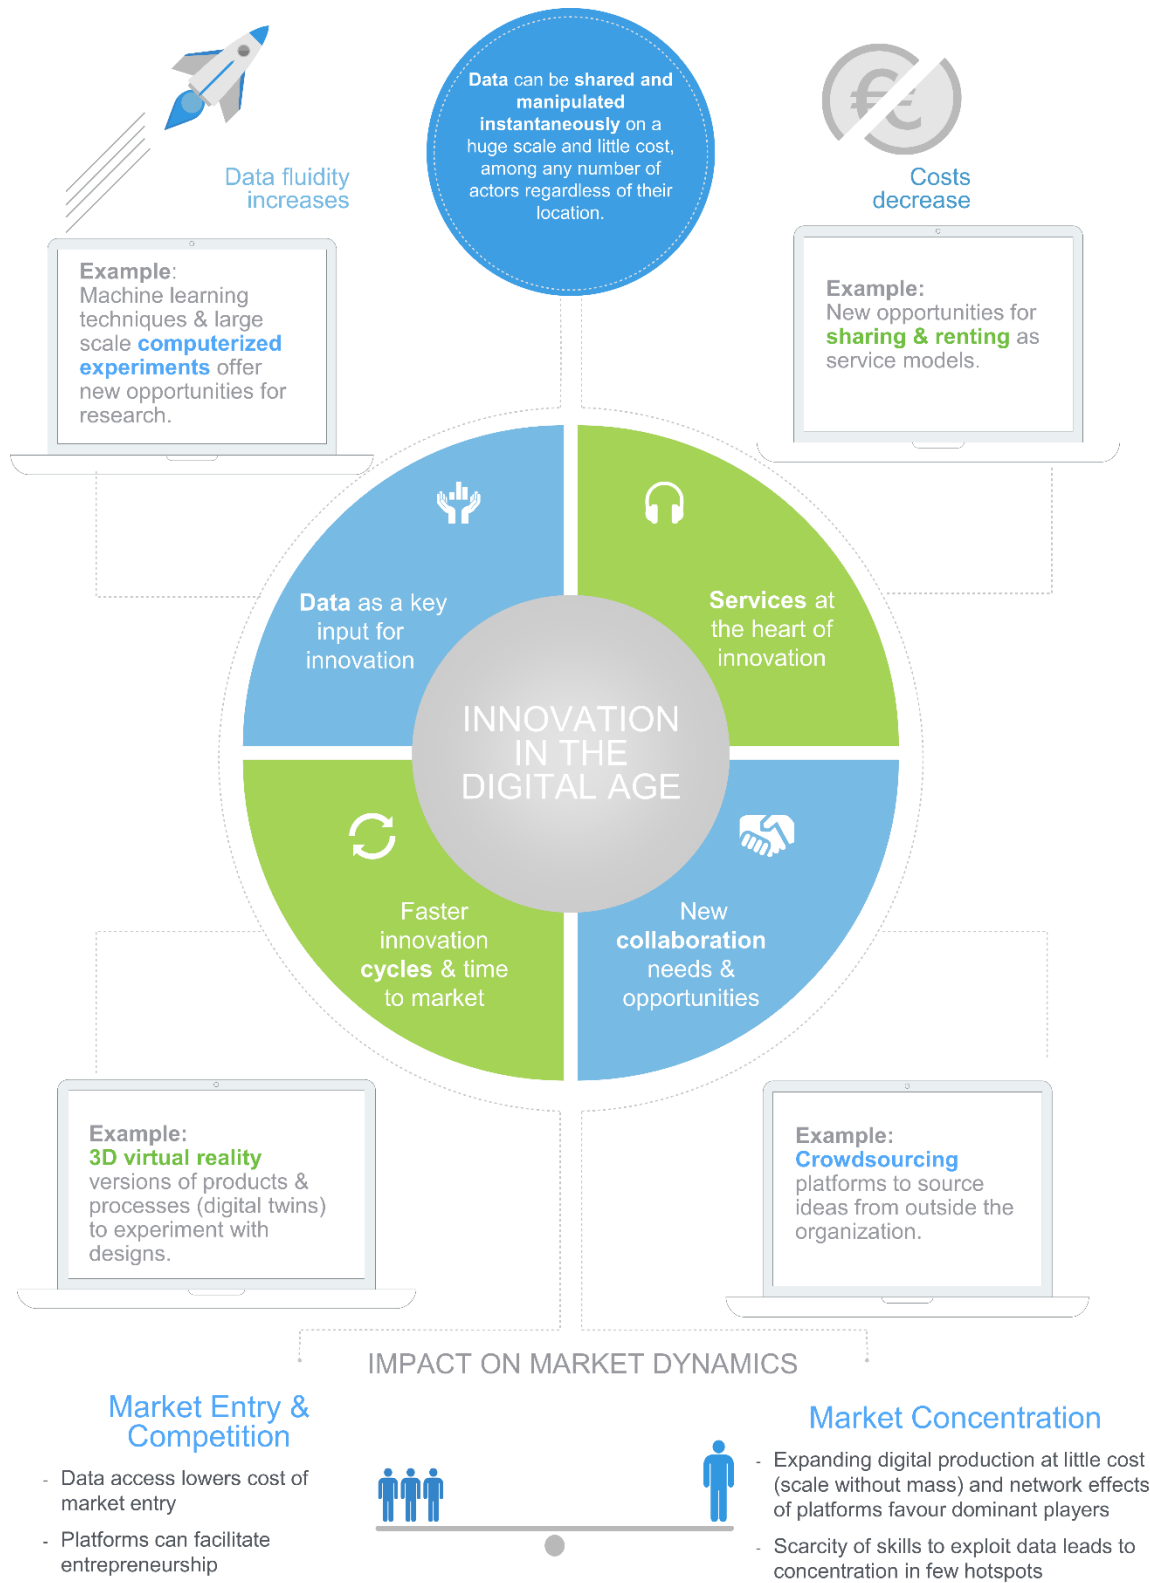 Data can be shared and
manipulated
instantaneously on a
huge scale and little cost,
among any number of
actors regardless of their
location.
Data fluidity
increases
Costs
decrease
Example:
Machine learning
techniques & large
scale computerized
experiments offer
new opportunities for
research.
Example:
New opportunities for
sharing & renting as
service models.
Data as a key
input for
innovation
Services at
the heart of
innovation
INNOVATION
IN THE
DIGITAL AGE
Faster
innovation
cycles & time
to market
New
collaboration
needs &
opportunities
Example:
3D virtual reality
versions of products &
processes (digital twins)
to experiment with
designs.
Example:
Crowdsourcing
platforms to source
ideas from outside the
organization.
IMPACT ON MARKET DYNAMICS
Market Entry &
Competition
- Data access lowers cost of
market entry
- Platforms can facilitate
entrepreneurship
Market Concentration
- Expanding digital production at little cost
(scale without mass) and network effects
of platforms favour dominant players
- Scarcity of skills to exploit data leads to
concentration in few hotspots